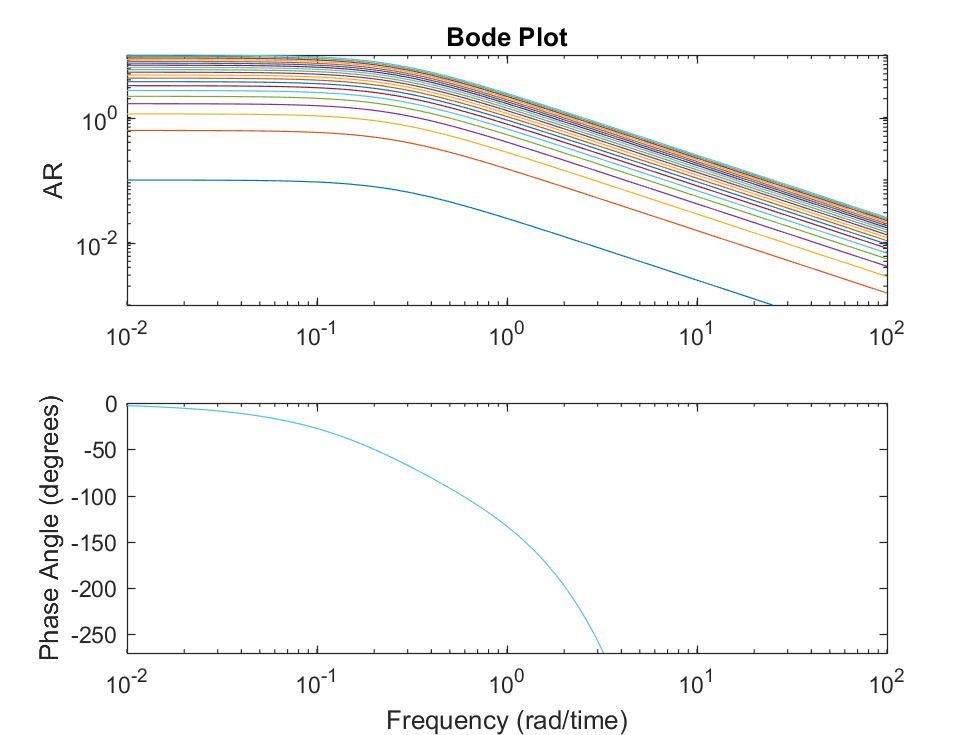 Bode Plot
AR
10^0
10^-2
10^-2 10^-1 10^0 10^1 10^2
Phase Angle (degrees)
0
-50
-100
-150
-200
-250
10^-2 10^-1 10^0 10^1 10^2
Frequency (rad/time)